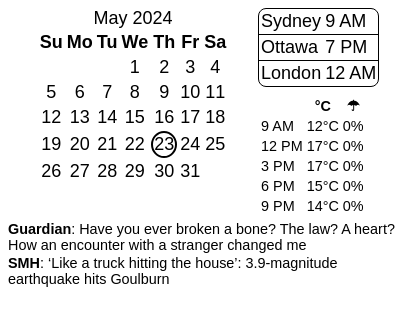 May 2024
Su Mo Tu We Th Fr Sa
1 2 3 4
5 6 7 8 9 10 11
12 13 14 15 16 17 18
19 20 21 22 23 24 25
26 27 28 29 30 31
Sydney 9 AM
Ottawa 7 PM
London 12 AM
°C ☂
9 AM 12°C 0%
12 PM 17°C 0%
3 PM 17°C 0%
6 PM 15°C 0%
9 PM 14°C 0%
Guardian: Have you ever broken a bone? The law? A heart?
How an encounter with a stranger changed me
SMH: ‘Like a truck hitting the house’: 3.9-magnitude
earthquake hits Goulburn